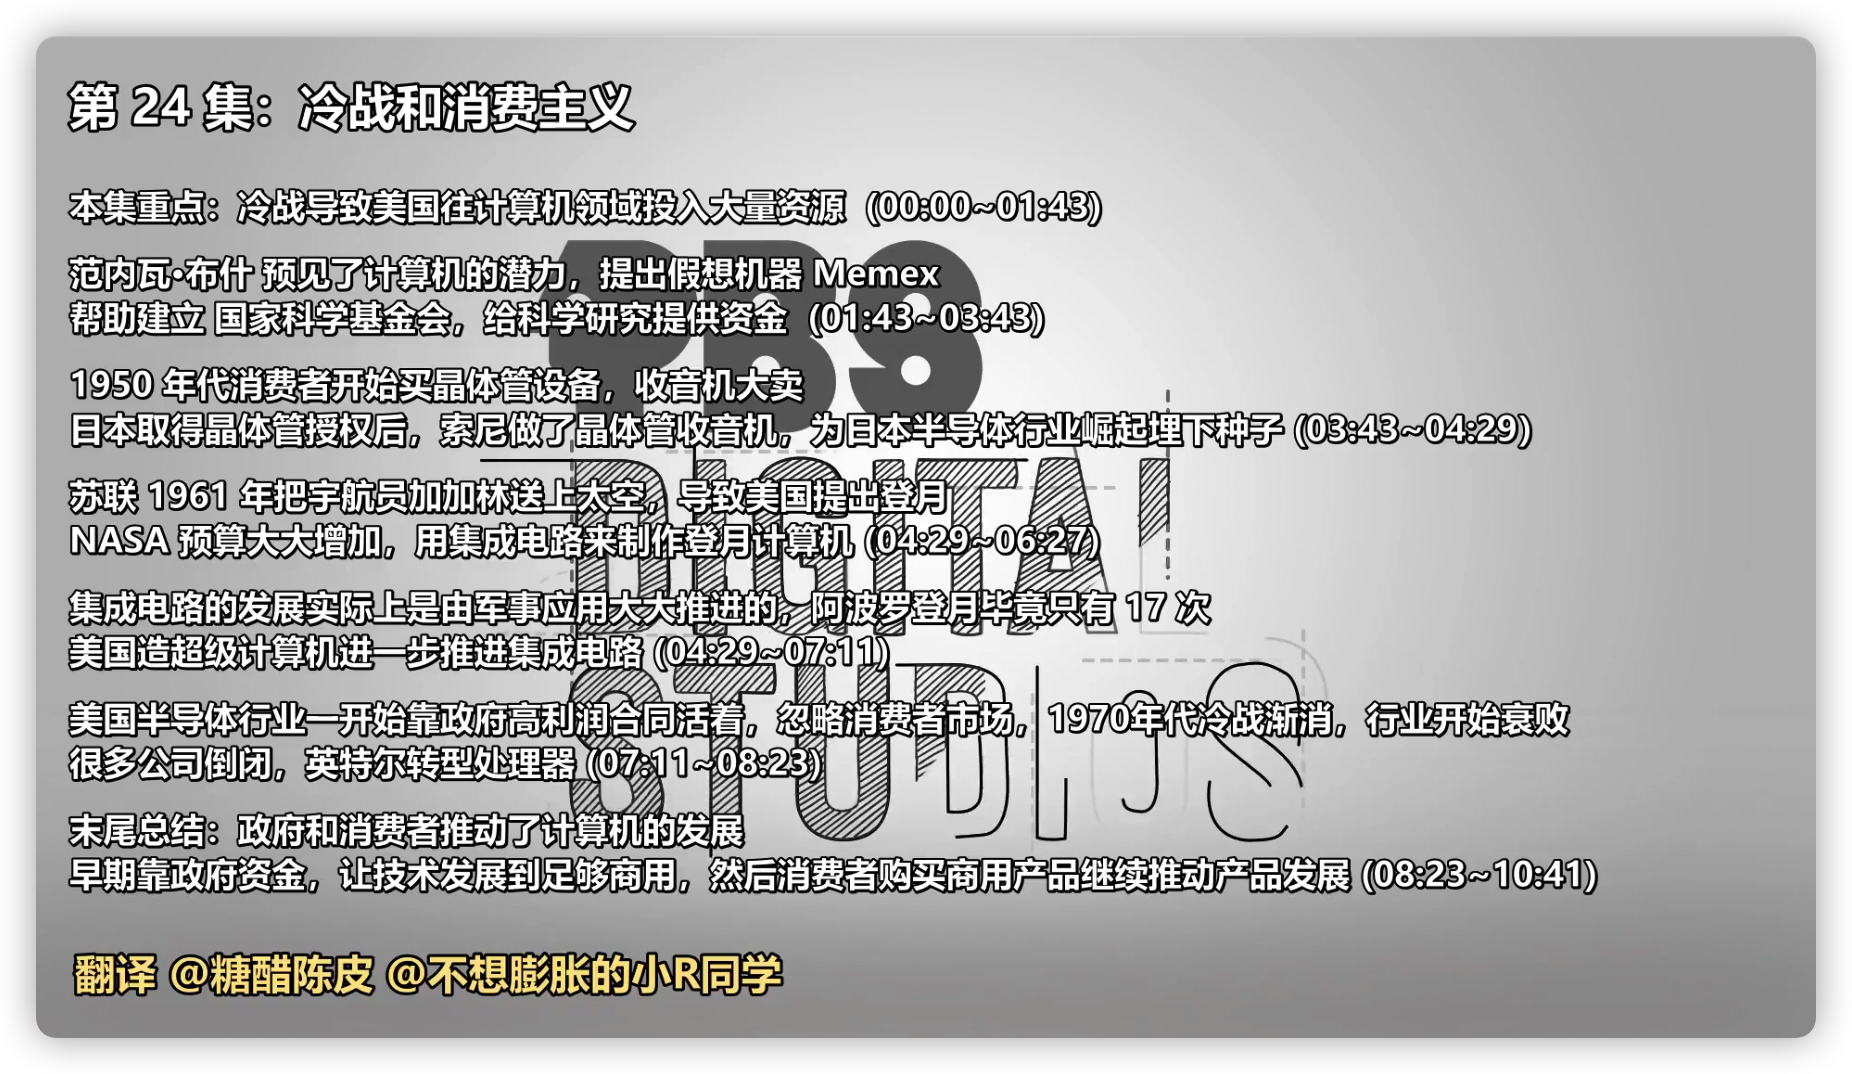 第 24 集：冷战和消费主义
本集重点：冷战导致美国往计算机领域投入大量资源 (00:00~01:43)
范内瓦·布什 预见了计算机的潜力，提出假想机器 Memex
帮助建立 国家科学基金会，给科学研究提供资金 (01:43~03:43)
1950 年代消费者开始买晶体管设备，收音机大卖
日本取得晶体管授权后，索尼做了晶体管收音机，为日本半导体行业崛起埋下种子 (03:43~04:29)
苏联 1961 年把宇航员加加林送上太空，导致美国提出登月
NASA 预算大大增加，用集成电路来制作登月计算机 (04:29~06:27)
集成电路的发展实际上是由军事应用大大推进的，阿波罗登月毕竟只有 17 次
美国造超级计算机进一步推进集成电路 (04:29~07:11)
美国半导体行业一开始靠政府高利润合同活着，忽略消费者市场，1970年代冷战渐消，行业开始衰败
很多公司倒闭，英特尔转型处理器 (07:11~08:23)
末尾总结：政府和消费者推动了计算机的发展
早期靠政府资金，让技术发展到足够商用，然后消费者购买商用产品继续推动产品发展 (08:23~10:41)
翻译 @糖醋陈皮 @不想膨胀的小R同学
PBS
DIGITAL
STUDIOS